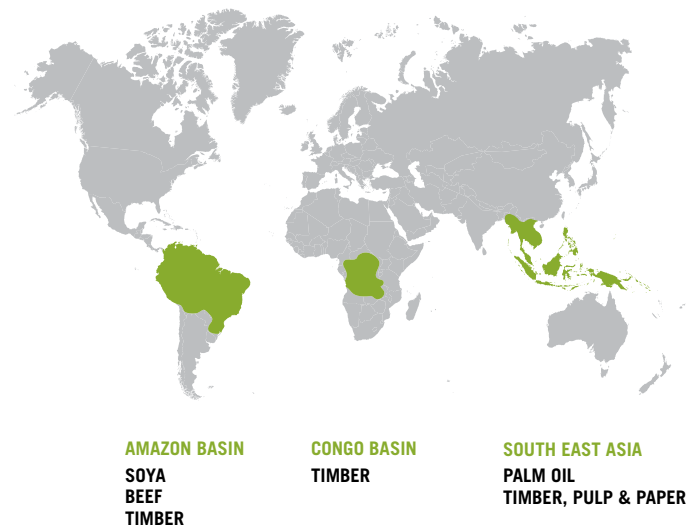 AMAZON BASIN
SOYA
BEEF
TIMBER
CONGO BASIN
TIMBER
SOUTH EAST ASIA
PALM OIL
TIMBER, PULP & PAPER